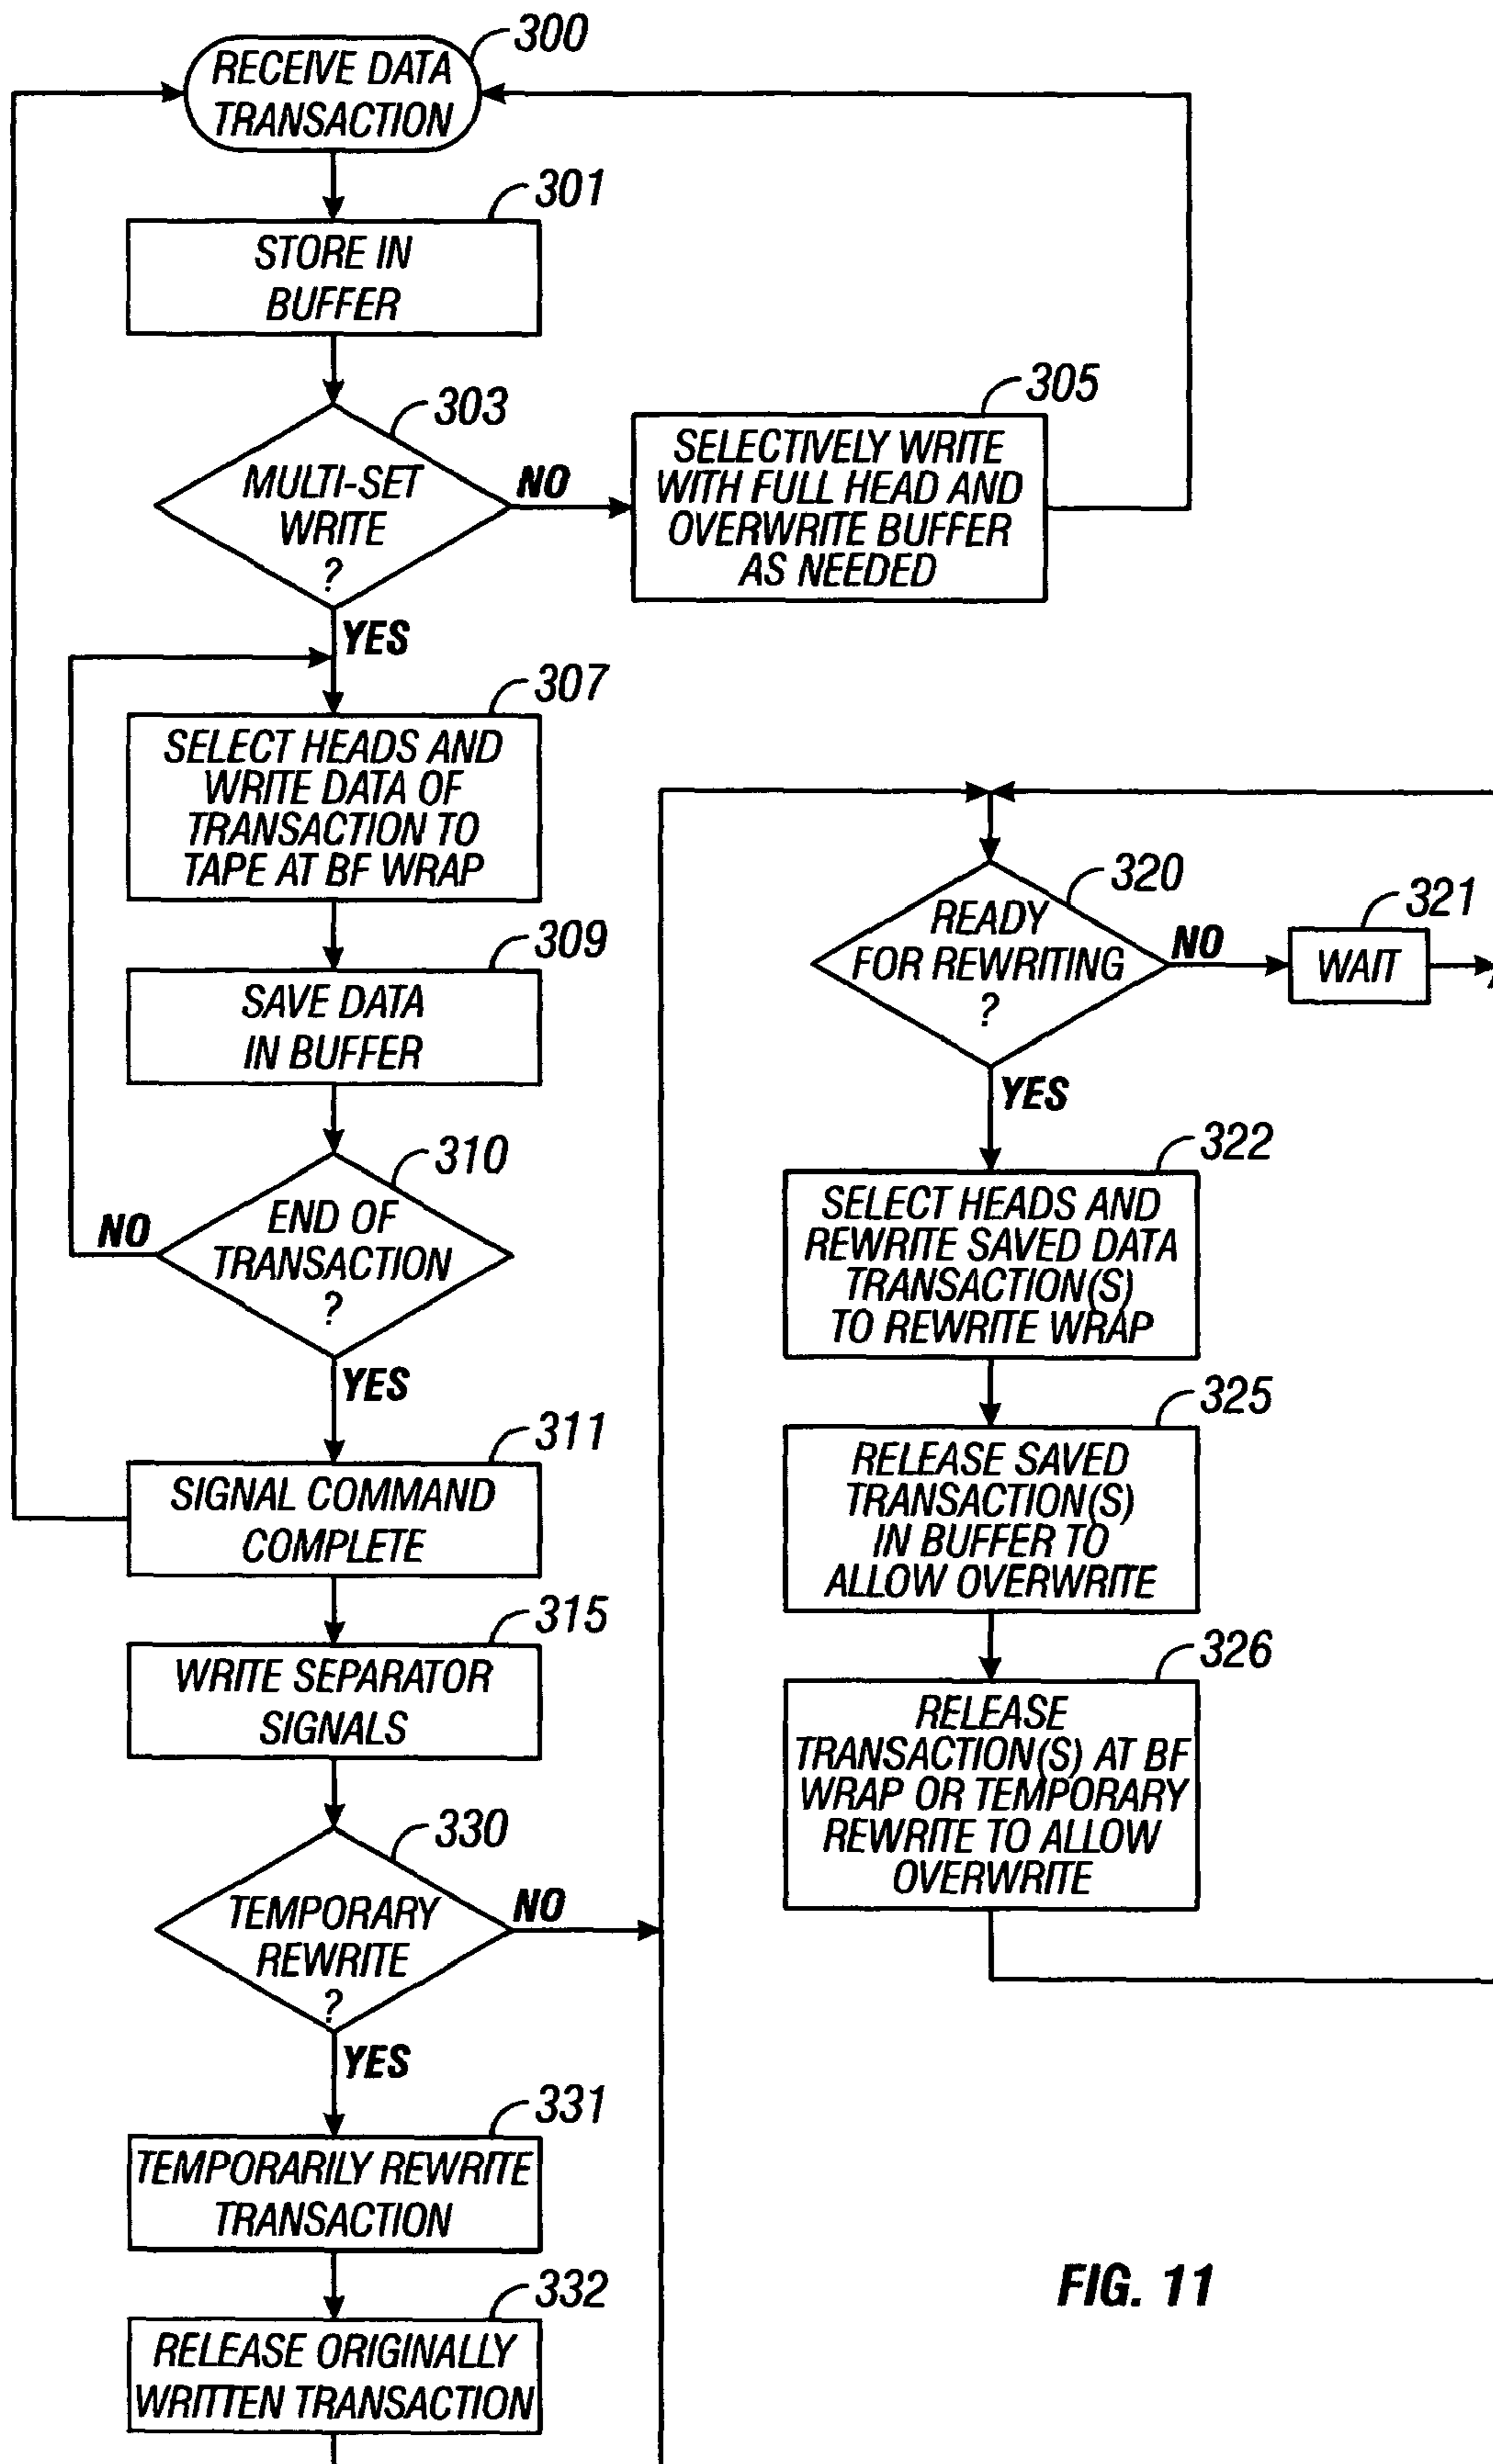 300
RECEIVE DATA
TRANSACTION
301
STORE IN
BUFFER
303
MULTI-SET
WRITE
?
NO
YES
305
SELECTIVELY WRITE
WITH FULL HEAD AND
OVERWRITE BUFFER
AS NEEDED
307
SELECT HEADS AND
WRITE DATA OF
TRANSACTION TO
TAPE AT BF WRAP
309
SAVE DATA
IN BUFFER
310
END OF
TRANSACTION
?
NO
YES
311
SIGNAL COMMAND
COMPLETE
315
WRITE SEPARATOR
SIGNALS
330
TEMPORARY
REWRITE
?
NO
YES
331
TEMPORARILY REWRITE
TRANSACTION
332
RELEASE ORIGINALLY
WRITTEN TRANSACTION
320
READY
FOR REWRITING
?
NO
321
WAIT
YES
322
SELECT HEADS AND
REWRITE SAVED DATA
TRANSACTION(S)
TO REWRITE WRAP
325
RELEASE SAVED
TRANSACTION(S)
IN BUFFER TO
ALLOW OVERWRITE
326
RELEASE
TRANSACTION(S) AT BF
WRAP OR TEMPORARY
REWRITE TO ALLOW
OVERWRITE
FIG. 11